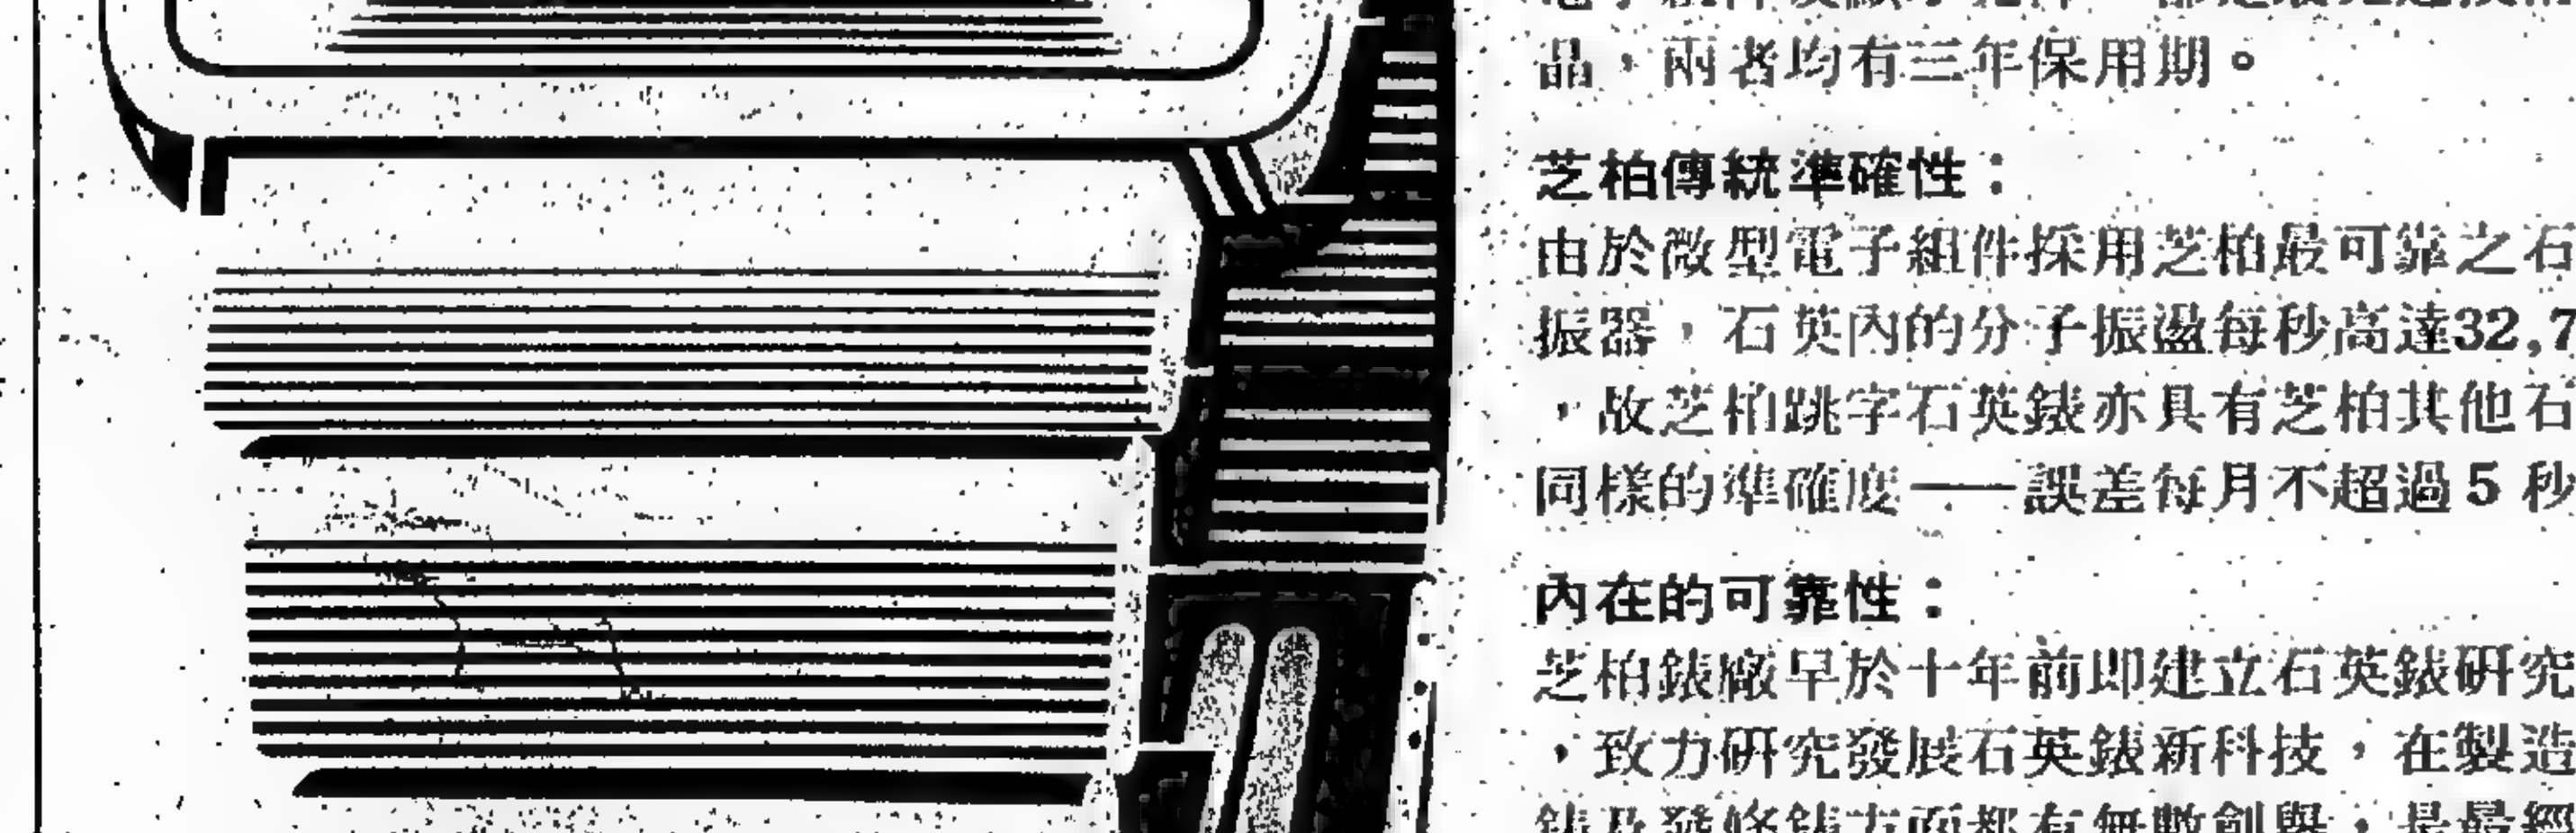 品，兩者均有三年保用期。
芝柏傳統準確性：
由於微型電子組件採用芝柏最可靠之石
振器，石英內的分子振盪每秒高達32,7
，故芝柏跳字石英錶亦具有芝柏其他石
同樣的準確度——誤差每月不超過5秒
內在的可靠性：
芝柏錶廠早於十年前即建立石英錶研究
，致力研究發展石英錶新科技，在製造